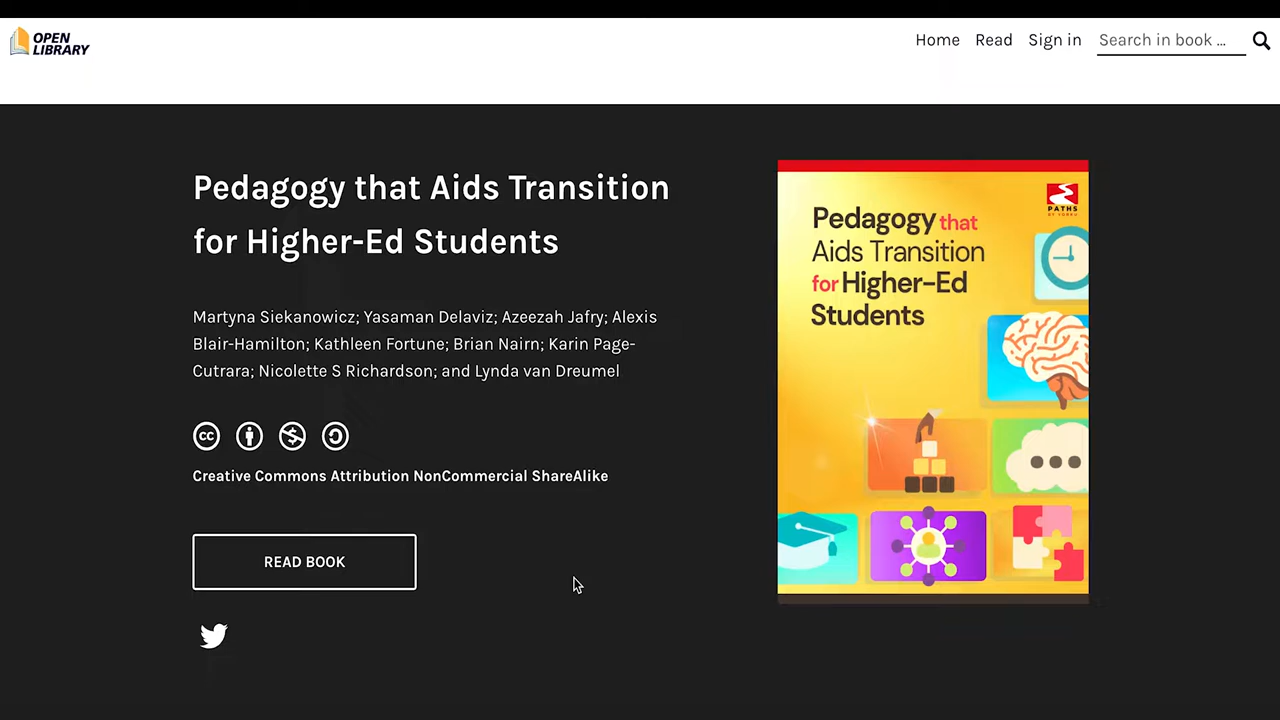 OPEN
LIBRARY
Home Read Sign in Search in book ...
Pedagogy that Aids Transition
for Higher-Ed Students
Martyna Siekanowicz; Yasaman Delaviz; Azeezah Jafry; Alexis
Blair-Hamilton; Kathleen Fortune; Brian Nairn; Karin Page-
Cutrara; Nicolette S Richardson; and Lynda van Dreumel
Creative Commons Attribution NonCommercial ShareAlike
READ BOOK
PATHS
BY YORKU
Pedagogy that
Aids Transition
for Higher-Ed
Students